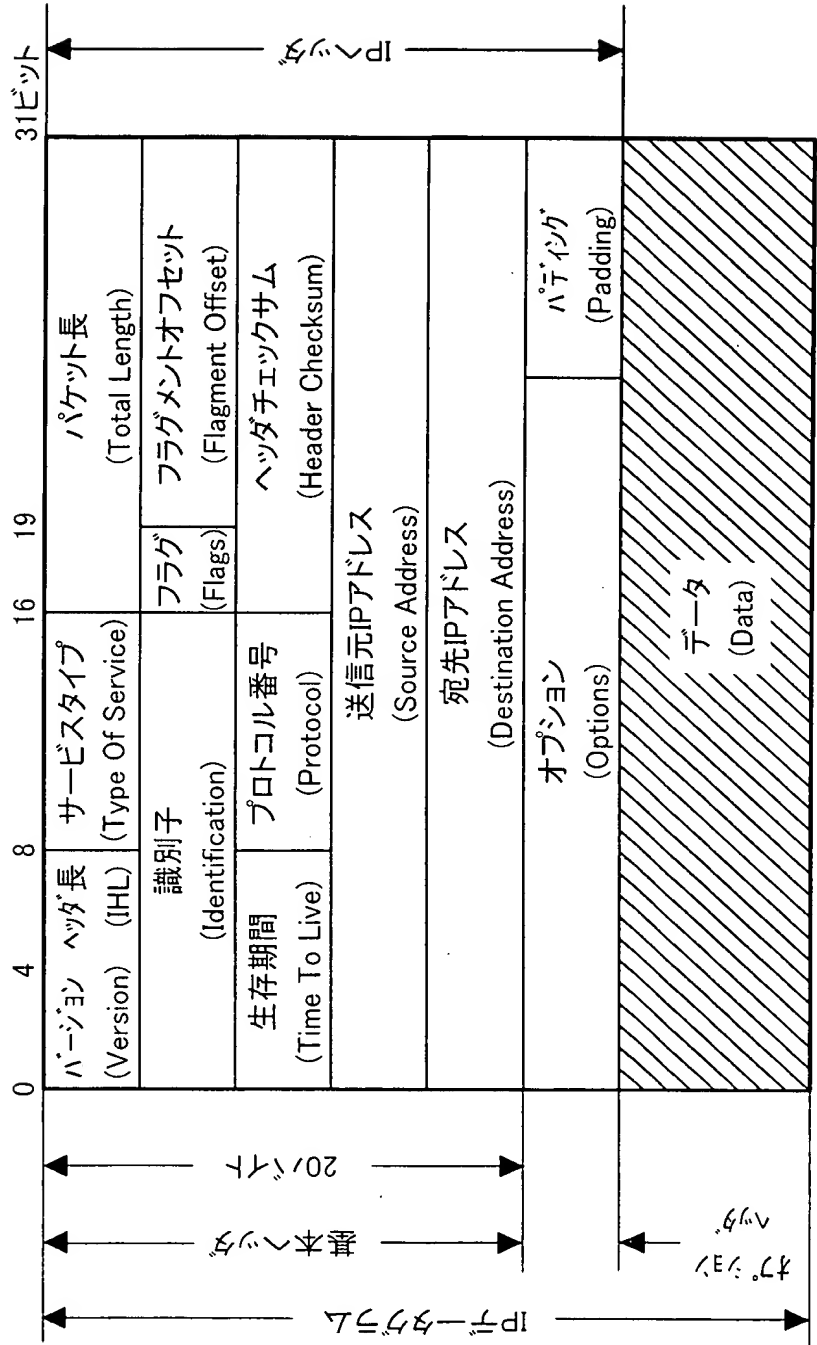 0
4
8
16
19
31ビット
バージョン
(Version)
ヘッダ長
(IHL)
サービスタイプ
(Type Of Service)
パケット長
(Total Length)
識別子
(Identification)
フラグ
(Flags)
フラグメントオフセット
(Flagment Offset)
生存期間
(Time To Live)
プロトコル番号
(Protocol)
ヘッダチェックサム
(Header Checksum)
送信元IPアドレス
(Source Address)
宛先IPアドレス
(Destination Address)
オプション
(Options)
パディング
(Padding)
データ
(Data)
IPデータグラム
基本ヘッダ
20バイト
オプション
ヘッダ
IPヘッダ